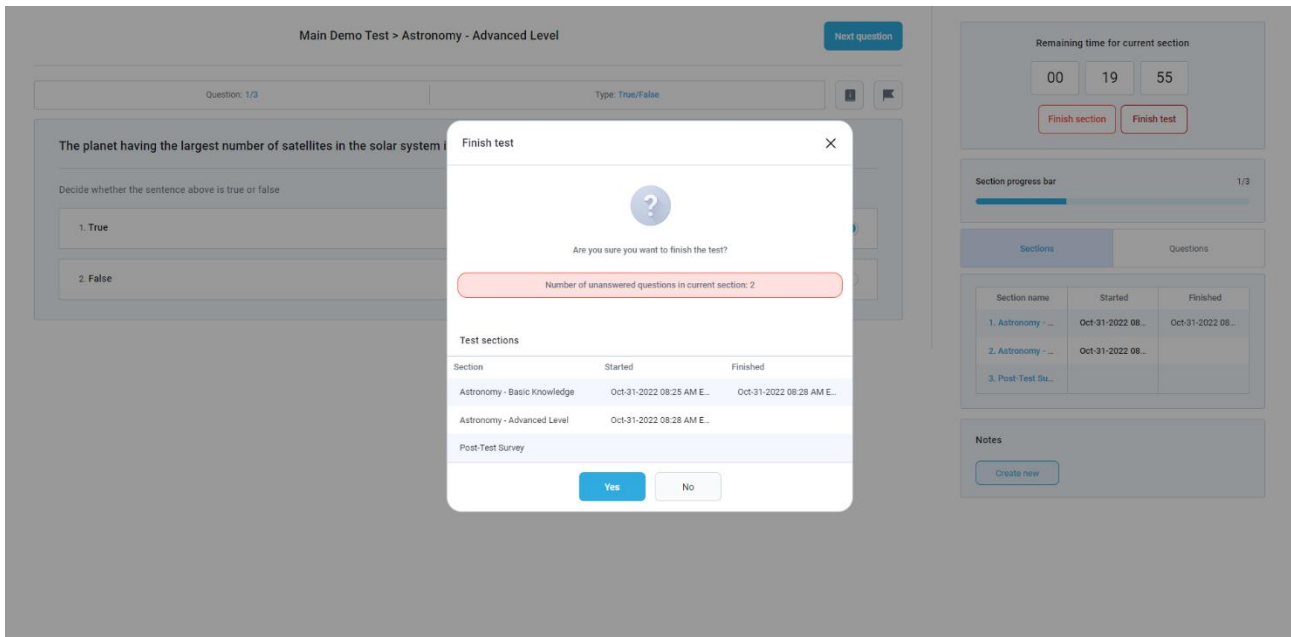 Main Demo Test > Astronomy - Advanced Level
Next question
Question: 1/3
Type: True/False
The planet having the largest number of satellites in the solar system i
Decide whether the sentence above is true or false
1. True
2. False
Finish test
Are you sure you want to finish the test?
Number of unanswered questions in current section: 2
Test sections
Section Started Finished
Astronomy - Basic Knowledge Oct-31-2022 08:25 AM E... Oct-31-2022 08:28 AM E...
Astronomy - Advanced Level Oct-31-2022 08:28 AM E...
Post-Test Survey
Yes No
Remaining time for current section
00 19 55
Finish section Finish test
Section progress bar 1/3
Sections Questions
Section name Started Finished
1. Astronomy - ... Oct-31-2022 08... Oct-31-2022 08...
2. Astronomy - ... Oct-31-2022 08...
3. Post-Test Su...
Notes
Create new